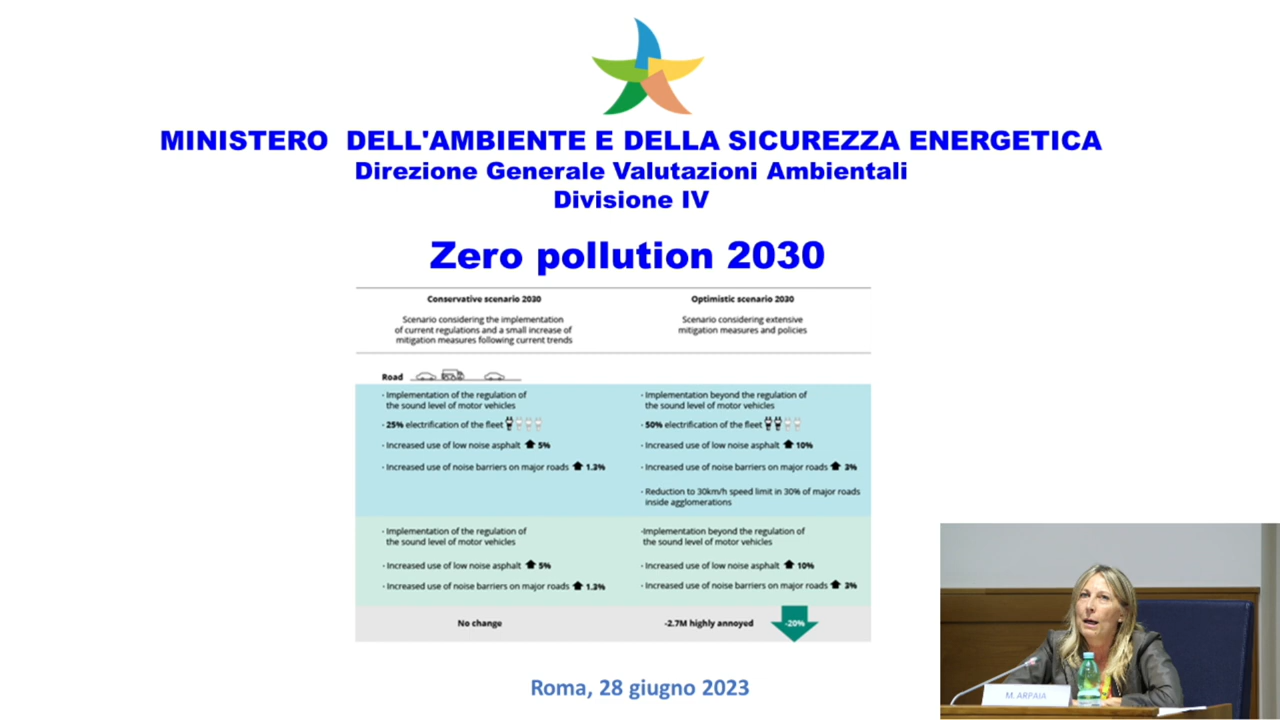 MINISTERO DELL'AMBIENTE E DELLA SICUREZZA ENERGETICA
Direzione Generale Valutazioni Ambientali
Divisione IV
Zero pollution 2030
Conservative scenario 2030
Scenario considering the implementation
of current regulations and a small increase of
mitigation measures following current trends
Optimistic scenario 2030
Scenario considering extensive
mitigation measures and policies
Road
· Implementation of the regulation of
the sound level of motor vehicles
· 25% electrification of the fleet
· Increased use of low noise asphalt 5%
· Increased use of noise barriers on major roads 1.3%
· Implementation beyond the regulation of
the sound level of motor vehicles
· 50% electrification of the fleet
· Increased use of low noise asphalt 10%
· Increased use of noise barriers on major roads 3%
· Reduction to 30km/h speed limit in 30% of major roads
inside agglomerations
· Implementation of the regulation of
the sound level of motor vehicles
· Increased use of low noise asphalt 5%
· Increased use of noise barriers on major roads 1.3%
·Implementation beyond the regulation of
the sound level of motor vehicles
· Increased use of low noise asphalt 10%
· Increased use of noise barriers on major roads 3%
No change
-2.7M highly annoyed
-20%
Roma, 28 giugno 2023
M. ARPAIA